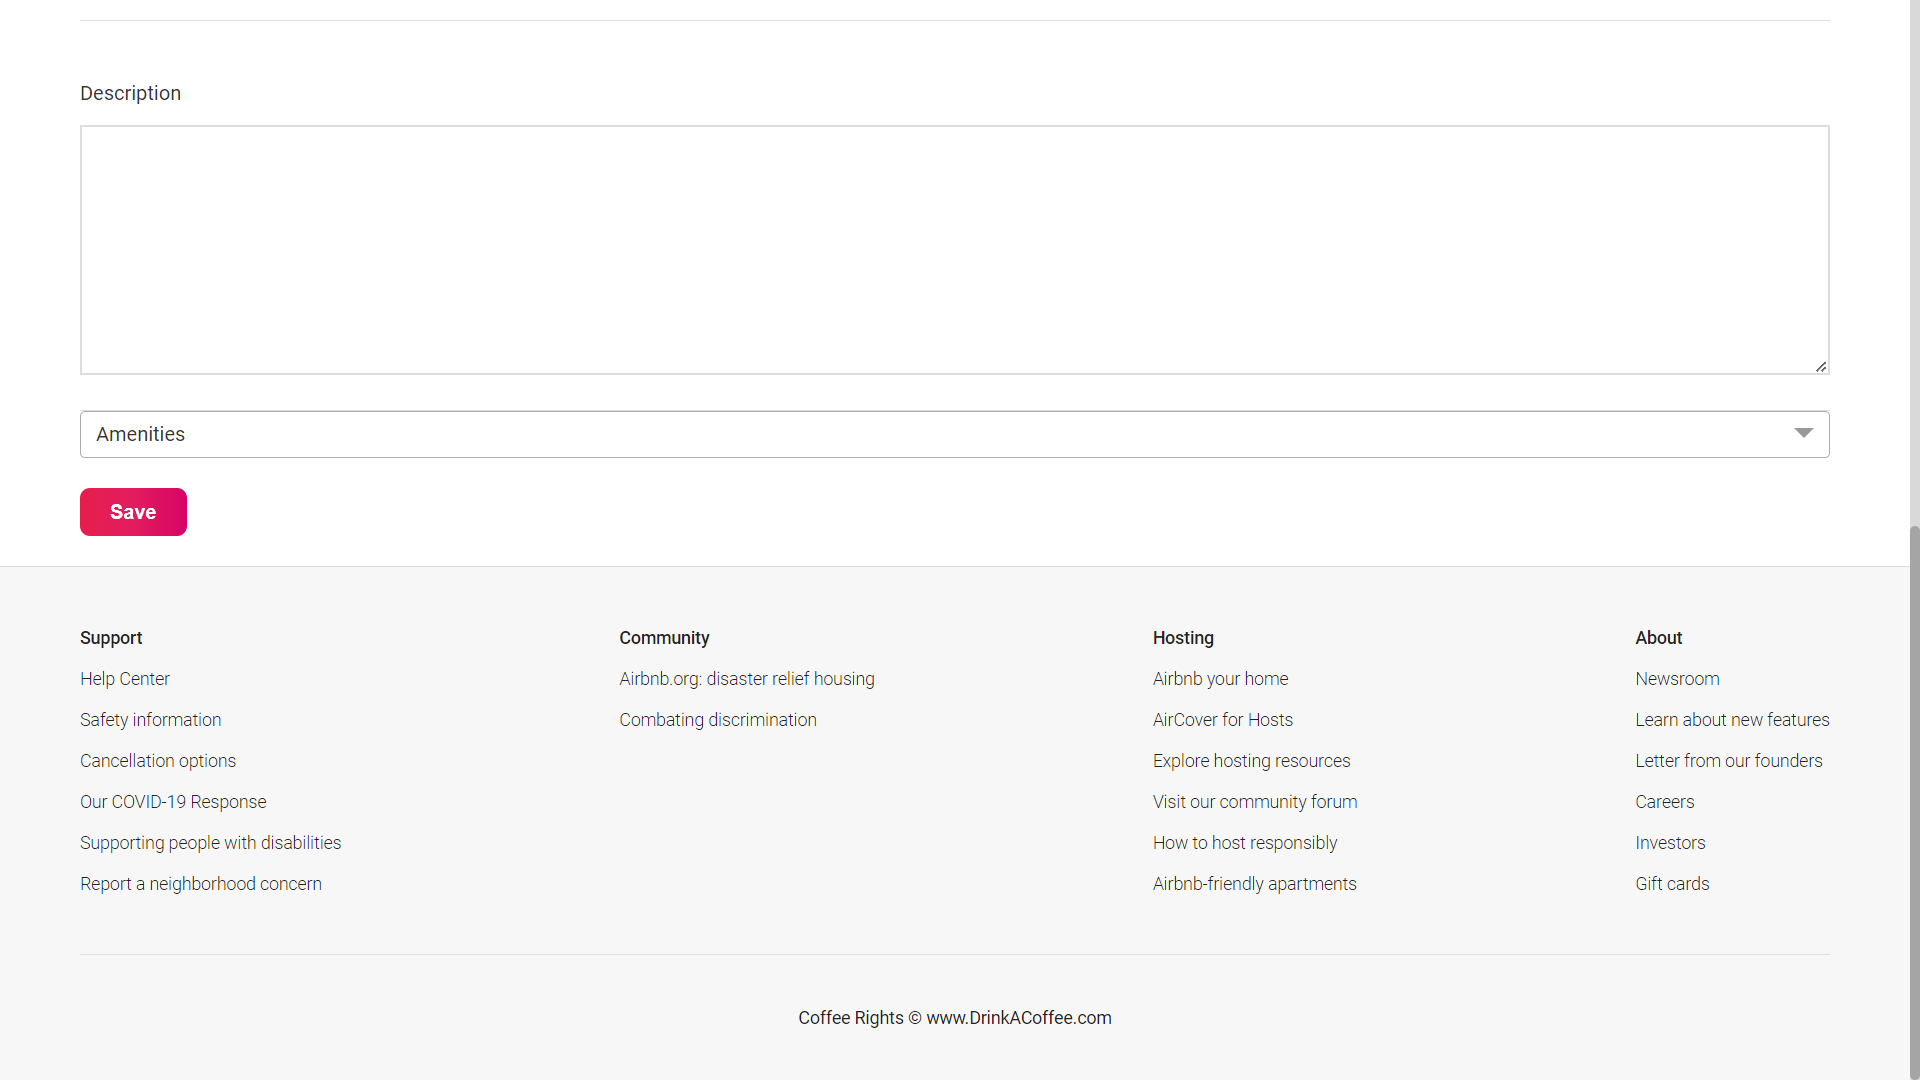 Description
Amenities
Save
Support
Help Center
Safety information
Cancellation options
Our COVID-19 Response
Supporting people with disabilities
Report a neighborhood concern
Community
Airbnb.org: disaster relief housing
Combating discrimination
Hosting
Airbnb your home
AirCover for Hosts
Explore hosting resources
Visit our community forum
How to host responsibly
Airbnb-friendly apartments
About
Newsroom
Learn about new features
Letter from our founders
Careers
Investors
Gift cards
Coffee Rights © www.DrinkACoffee.com